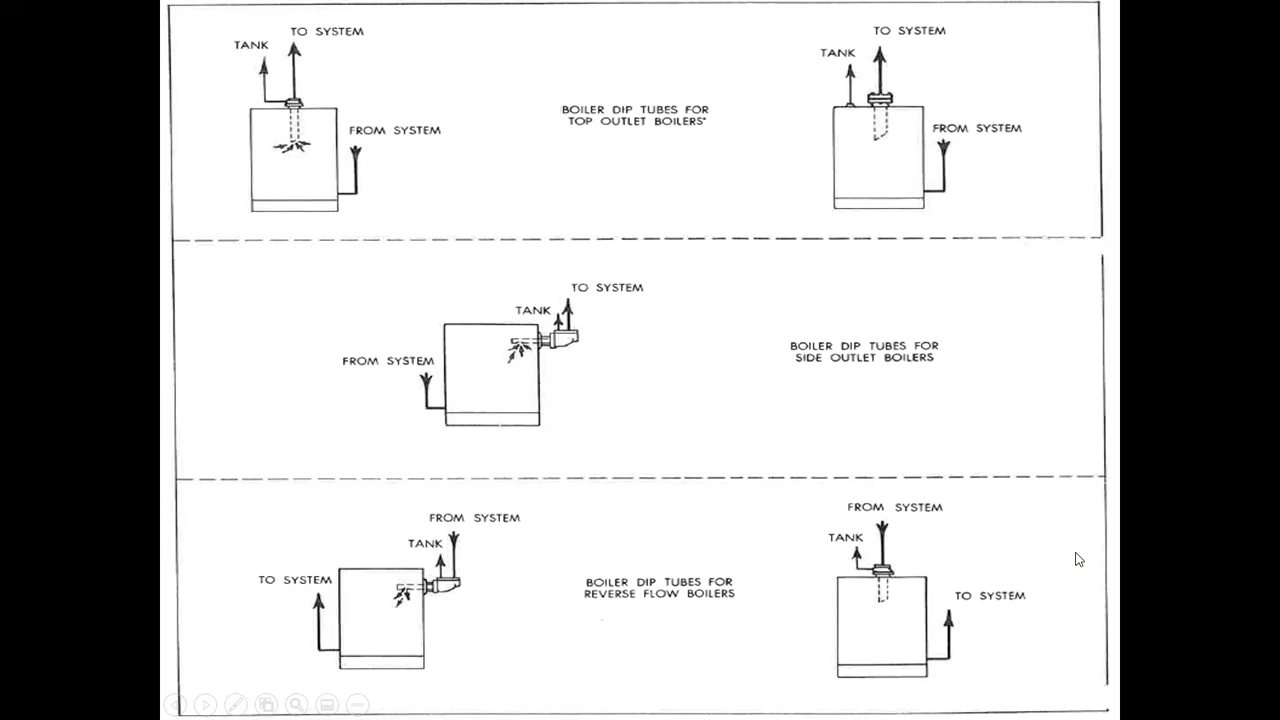 TO SYSTEM
TANK
FROM SYSTEM
BOILER DIP TUBES FOR
TOP OUTLET BOILERS"
TO SYSTEM
TANK
FROM SYSTEM
TO SYSTEM
TANK
FROM SYSTEM
BOILER DIP TUBES FOR
SIDE OUTLET BOILERS
FROM SYSTEM
TANK
TO SYSTEM
BOILER DIP TUBES FOR
REVERSE FLOW BOILERS
FROM SYSTEM
TANK
TO SYSTEM